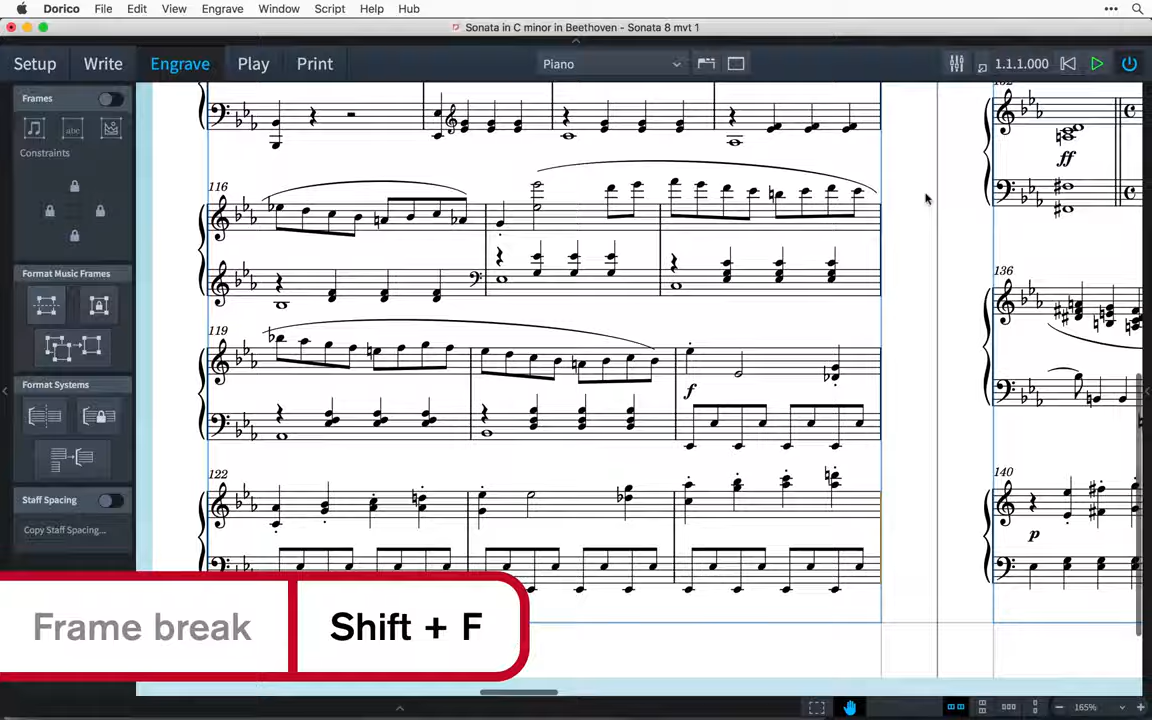 Dorico File Edit View Engrave Window Script Help Hub
Sonata in C minor in Beethoven - Sonata 8 mvt 1
Setup Write Engrave Play Print Piano 1.1.1.000
Frames
abc
Constraints
Format Music Frames
Format Systems
Staff Spacing
Copy Staff Spacing...
116
119
f
122
ff
136
140
p
Frame break Shift + F
165%